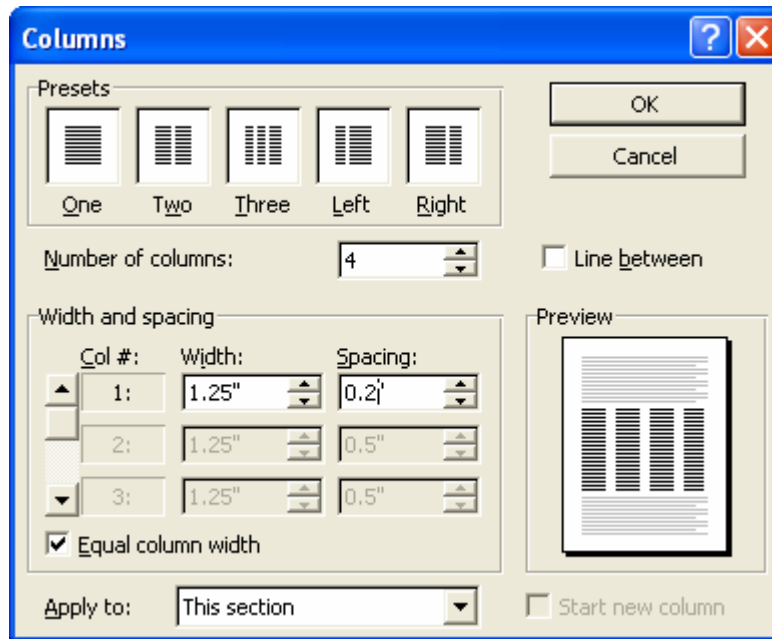 Columns
Presets
One Two Three Left Right
OK
Cancel
Number of columns: 4
Line between
Width and spacing
Col #: Width: Spacing:
1: 1.25" 0.2'
2: 1.25" 0.5"
3: 1.25" 0.5"
Equal column width
Preview
Apply to: This section
Start new column